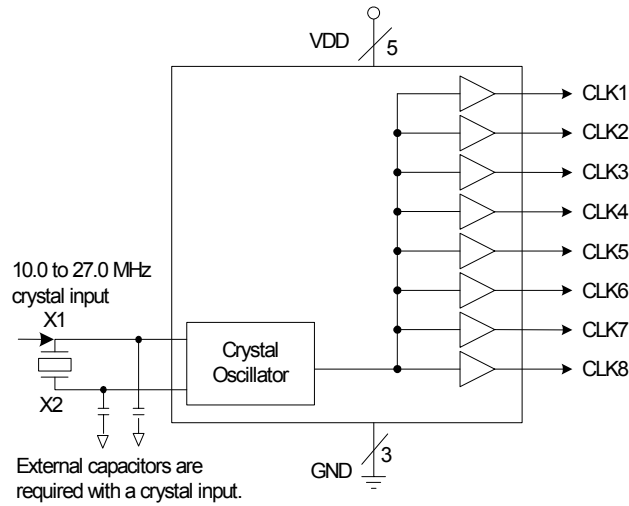 VDD
5
CLK1
CLK2
CLK3
CLK4
CLK5
CLK6
CLK7
CLK8
10.0 to 27.0 MHz
crystal input
X1
X2
Crystal
Oscillator
External capacitors are
required with a crystal input.
GND
3